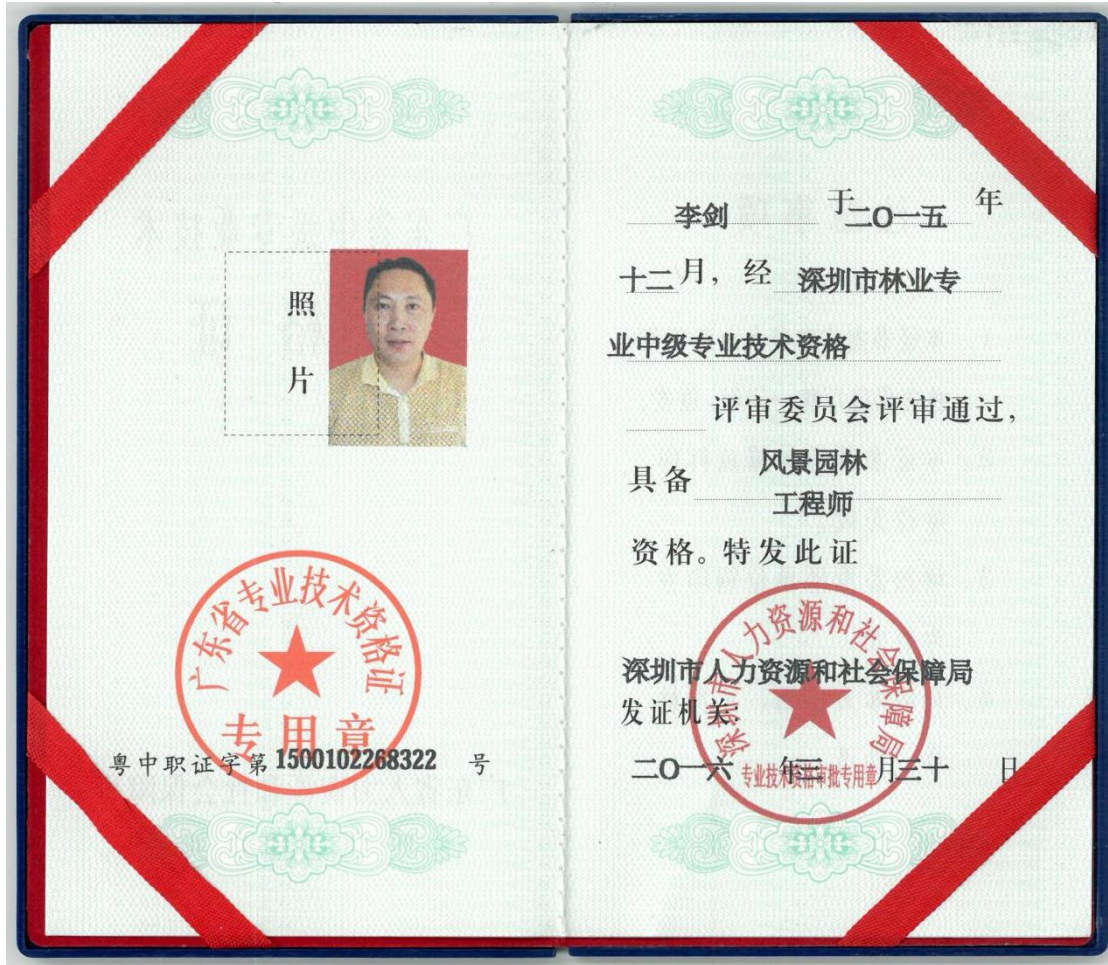 照
片
广东省专业技术资格证
专用章
粤中职证字第 1500102268322 号
李剑 于二〇一五 年
十二月，经 深圳市林业专
业中级专业技术资格
评审委员会评审通过，
具备 风景园林
工程师
资格。特发此证
深圳市人力资源和社会保障局
深圳市人力资源和社会保障局
发证机关:
二〇一六 年三 月三十 日
专业技术资格审批专用章